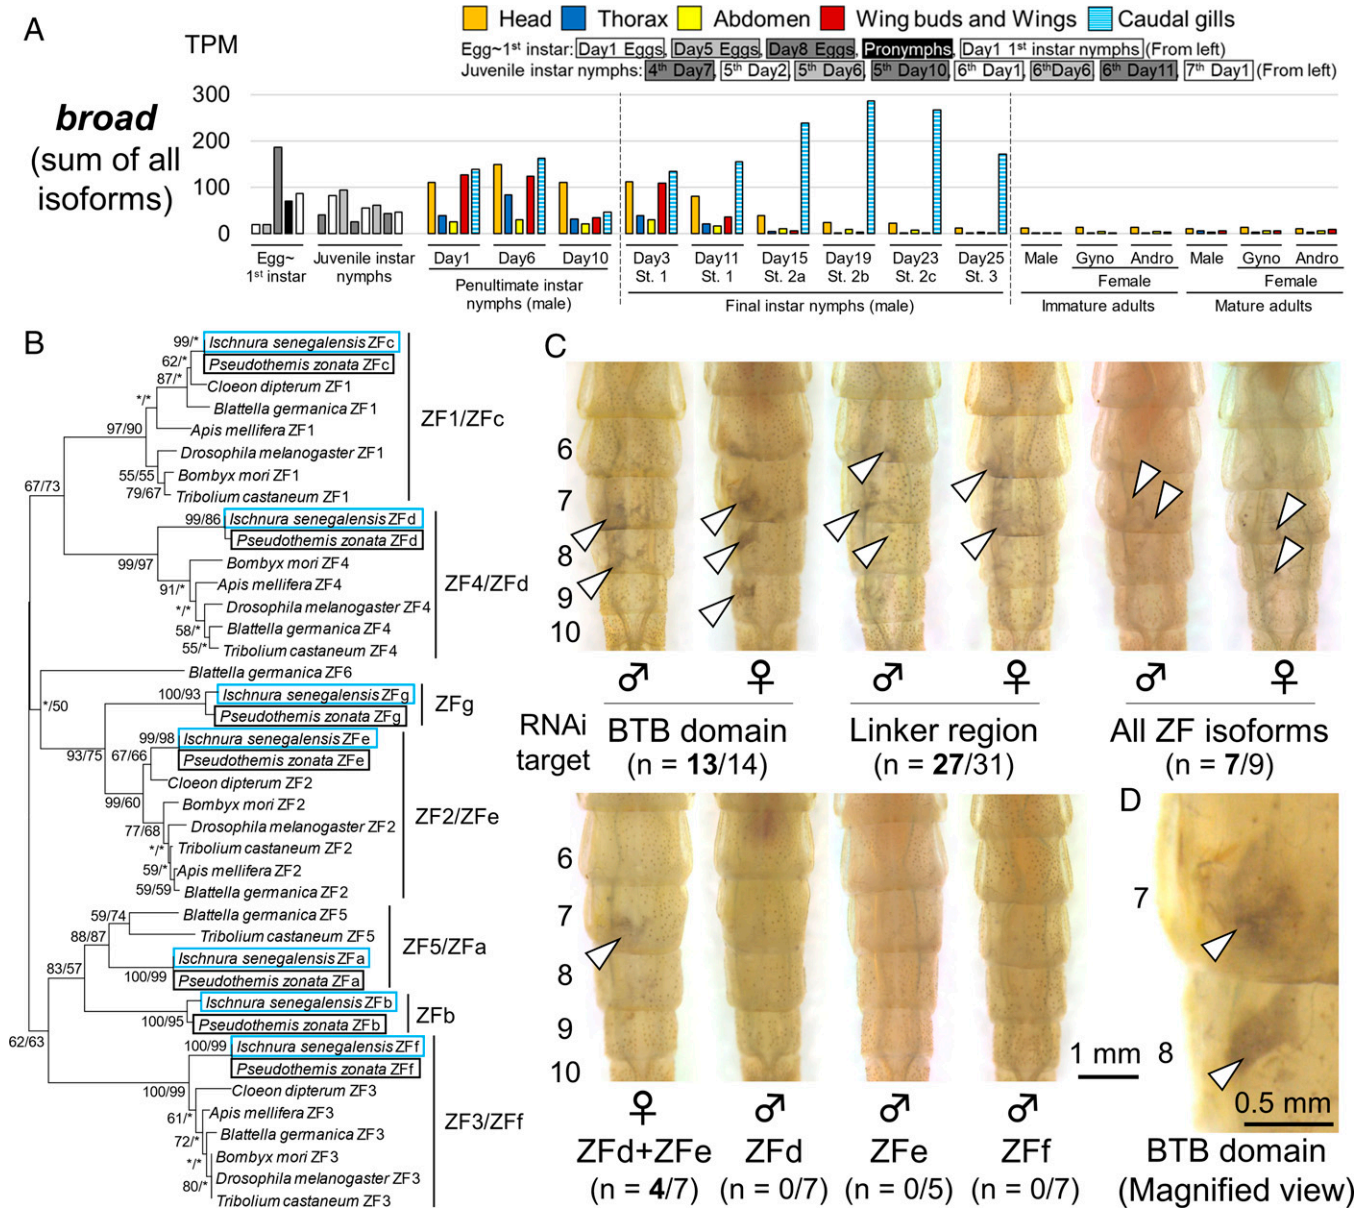 A
TPM
Head Thorax Abdomen Wing buds and Wings Caudal gills
Egg~1st instar: Day1 Eggs, Day5 Eggs, Day8 Eggs, Pronymphs, Day1 1st instar nymphs (From left)
Juvenile instar nymphs: 4th Day7, 5th Day2, 5th Day6, 5th Day10, 6th Day1, 6thDay6, 6th Day11, 7th Day1 (From left)
broad
(sum of all
isoforms)
300
200
100
0
Egg~
1st instar
Juvenile instar
nymphs
Day1 Day6 Day10
Penultimate instar
nymphs (male)
Day3 Day11 Day15 Day19 Day23 Day25
St. 1 St. 1 St. 2a St. 2b St. 2c St. 3
Final instar nymphs (male)
Male Gyno Andro
Female
Immature adults
Male Gyno Andro
Female
Mature adults
B
99/* Ischnura senegalensis ZFc
62/* Pseudothemis zonata ZFc
87/* Cloeon dipterum ZF1
*/* Blattella germanica ZF1
97/90 Apis mellifera ZF1
Drosophila melanogaster ZF1
55/55 Bombyx mori ZF1
79/67 Tribolium castaneum ZF1
ZF1/ZFc
67/73
99/86 Ischnura senegalensis ZFd
Pseudothemis zonata ZFd
99/97 Bombyx mori ZF4
91/* Apis mellifera ZF4
*/* Drosophila melanogaster ZF4
58/* Blattella germanica ZF4
55/* Tribolium castaneum ZF4
ZF4/ZFd
Blattella germanica ZF6
*/50
100/93 Ischnura senegalensis ZFg
Pseudothemis zonata ZFg
ZFg
93/75
99/98 Ischnura senegalensis ZFe
67/66 Pseudothemis zonata ZFe
Cloeon dipterum ZF2
99/60 Bombyx mori ZF2
77/68 Drosophila melanogaster ZF2
*/* Tribolium castaneum ZF2
59/* Apis mellifera ZF2
59/59 Blattella germanica ZF2
ZF2/ZFe
59/74 Blattella germanica ZF5
88/87 Tribolium castaneum ZF5
Ischnura senegalensis ZFa
100/99 Pseudothemis zonata ZFa
ZF5/ZFa
83/57
Ischnura senegalensis ZFb
100/95 Pseudothemis zonata ZFb
ZFb
62/63
100/99 Ischnura senegalensis ZFf
Pseudothemis zonata ZFf
100/99 Cloeon dipterum ZF3
61/* Apis mellifera ZF3
72/* Blattella germanica ZF3
*/* Bombyx mori ZF3
80/* Drosophila melanogaster ZF3
Tribolium castaneum ZF3
ZF3/ZFf
C
6
7
8
9
10
♂ ♀ ♂ ♀ ♂ ♀
RNAi
target
BTB domain
(n = 13/14)
Linker region
(n = 27/31)
All ZF isoforms
(n = 7/9)
6
7
8
9
10
1 mm
♀ ♂ ♂ ♂
ZFd+ZFe ZFd ZFe ZFf
(n = 4/7) (n = 0/7) (n = 0/5) (n = 0/7)
D
7
8
0.5 mm
BTB domain
(Magnified view)